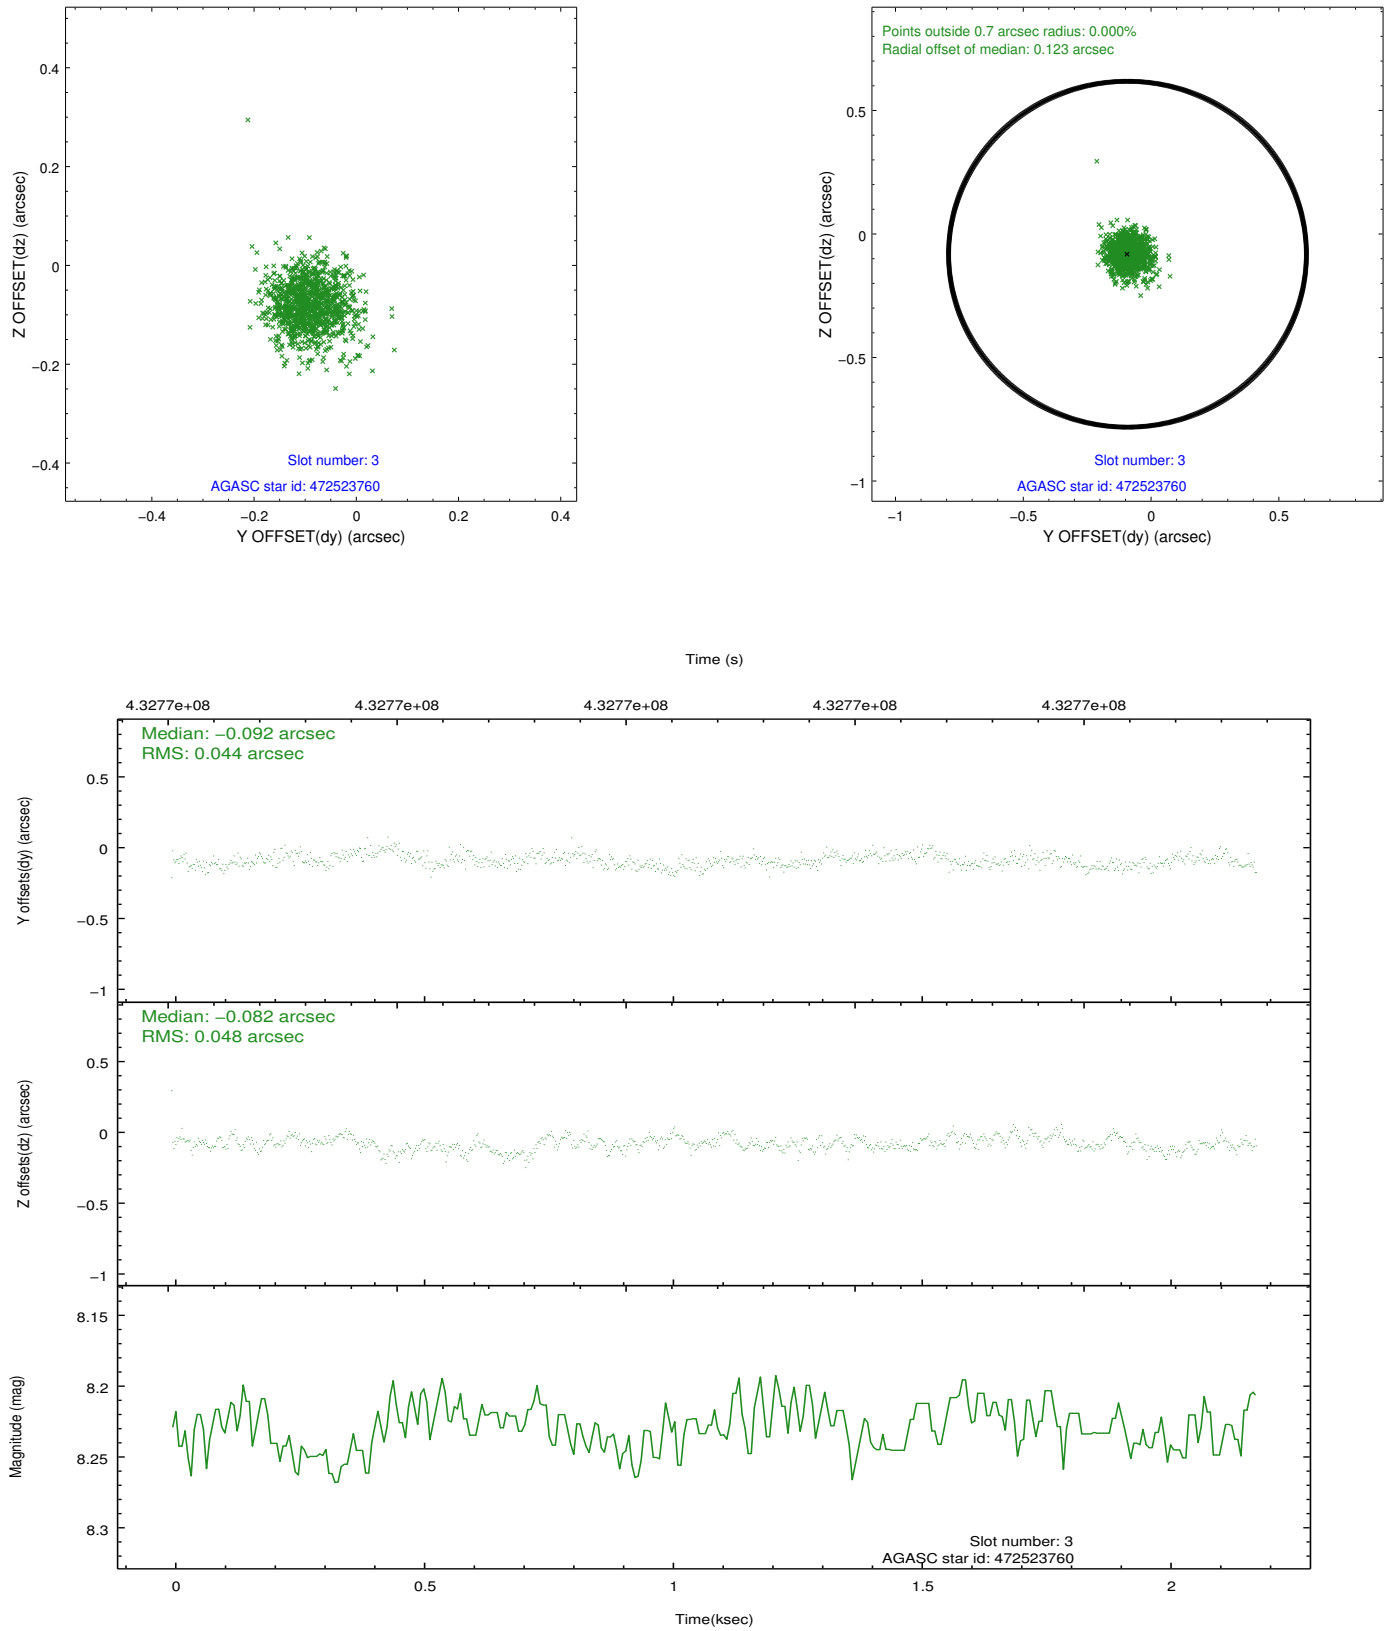 0.4
0.2
0
−0.2
−0.4
Z OFFSET(dz) (arcsec)
Slot number: 3
AGASC star id: 472523760
−0.4 −0.2 0 0.2 0.4
Y OFFSET(dy) (arcsec)
Points outside 0.7 arcsec radius: 0.000%
Radial offset of median: 0.123 arcsec
0.5
0
−0.5
−1
Z OFFSET(dz) (arcsec)
Slot number: 3
AGASC star id: 472523760
−1 −0.5 0 0.5
Y OFFSET(dy) (arcsec)
Time (s)
4.3277e+08 4.3277e+08 4.3277e+08 4.3277e+08 4.3277e+08
Median: −0.092 arcsec
RMS: 0.044 arcsec
0.5
0
−0.5
−1
Y offsets(dy) (arcsec)
Median: −0.082 arcsec
RMS: 0.048 arcsec
0.5
0
−0.5
−1
Z offsets(dz) (arcsec)
8.15
8.2
8.25
8.3
Magnitude (mag)
Slot number: 3
AGASC star id: 472523760
0 0.5 1 1.5 2
Time(ksec)